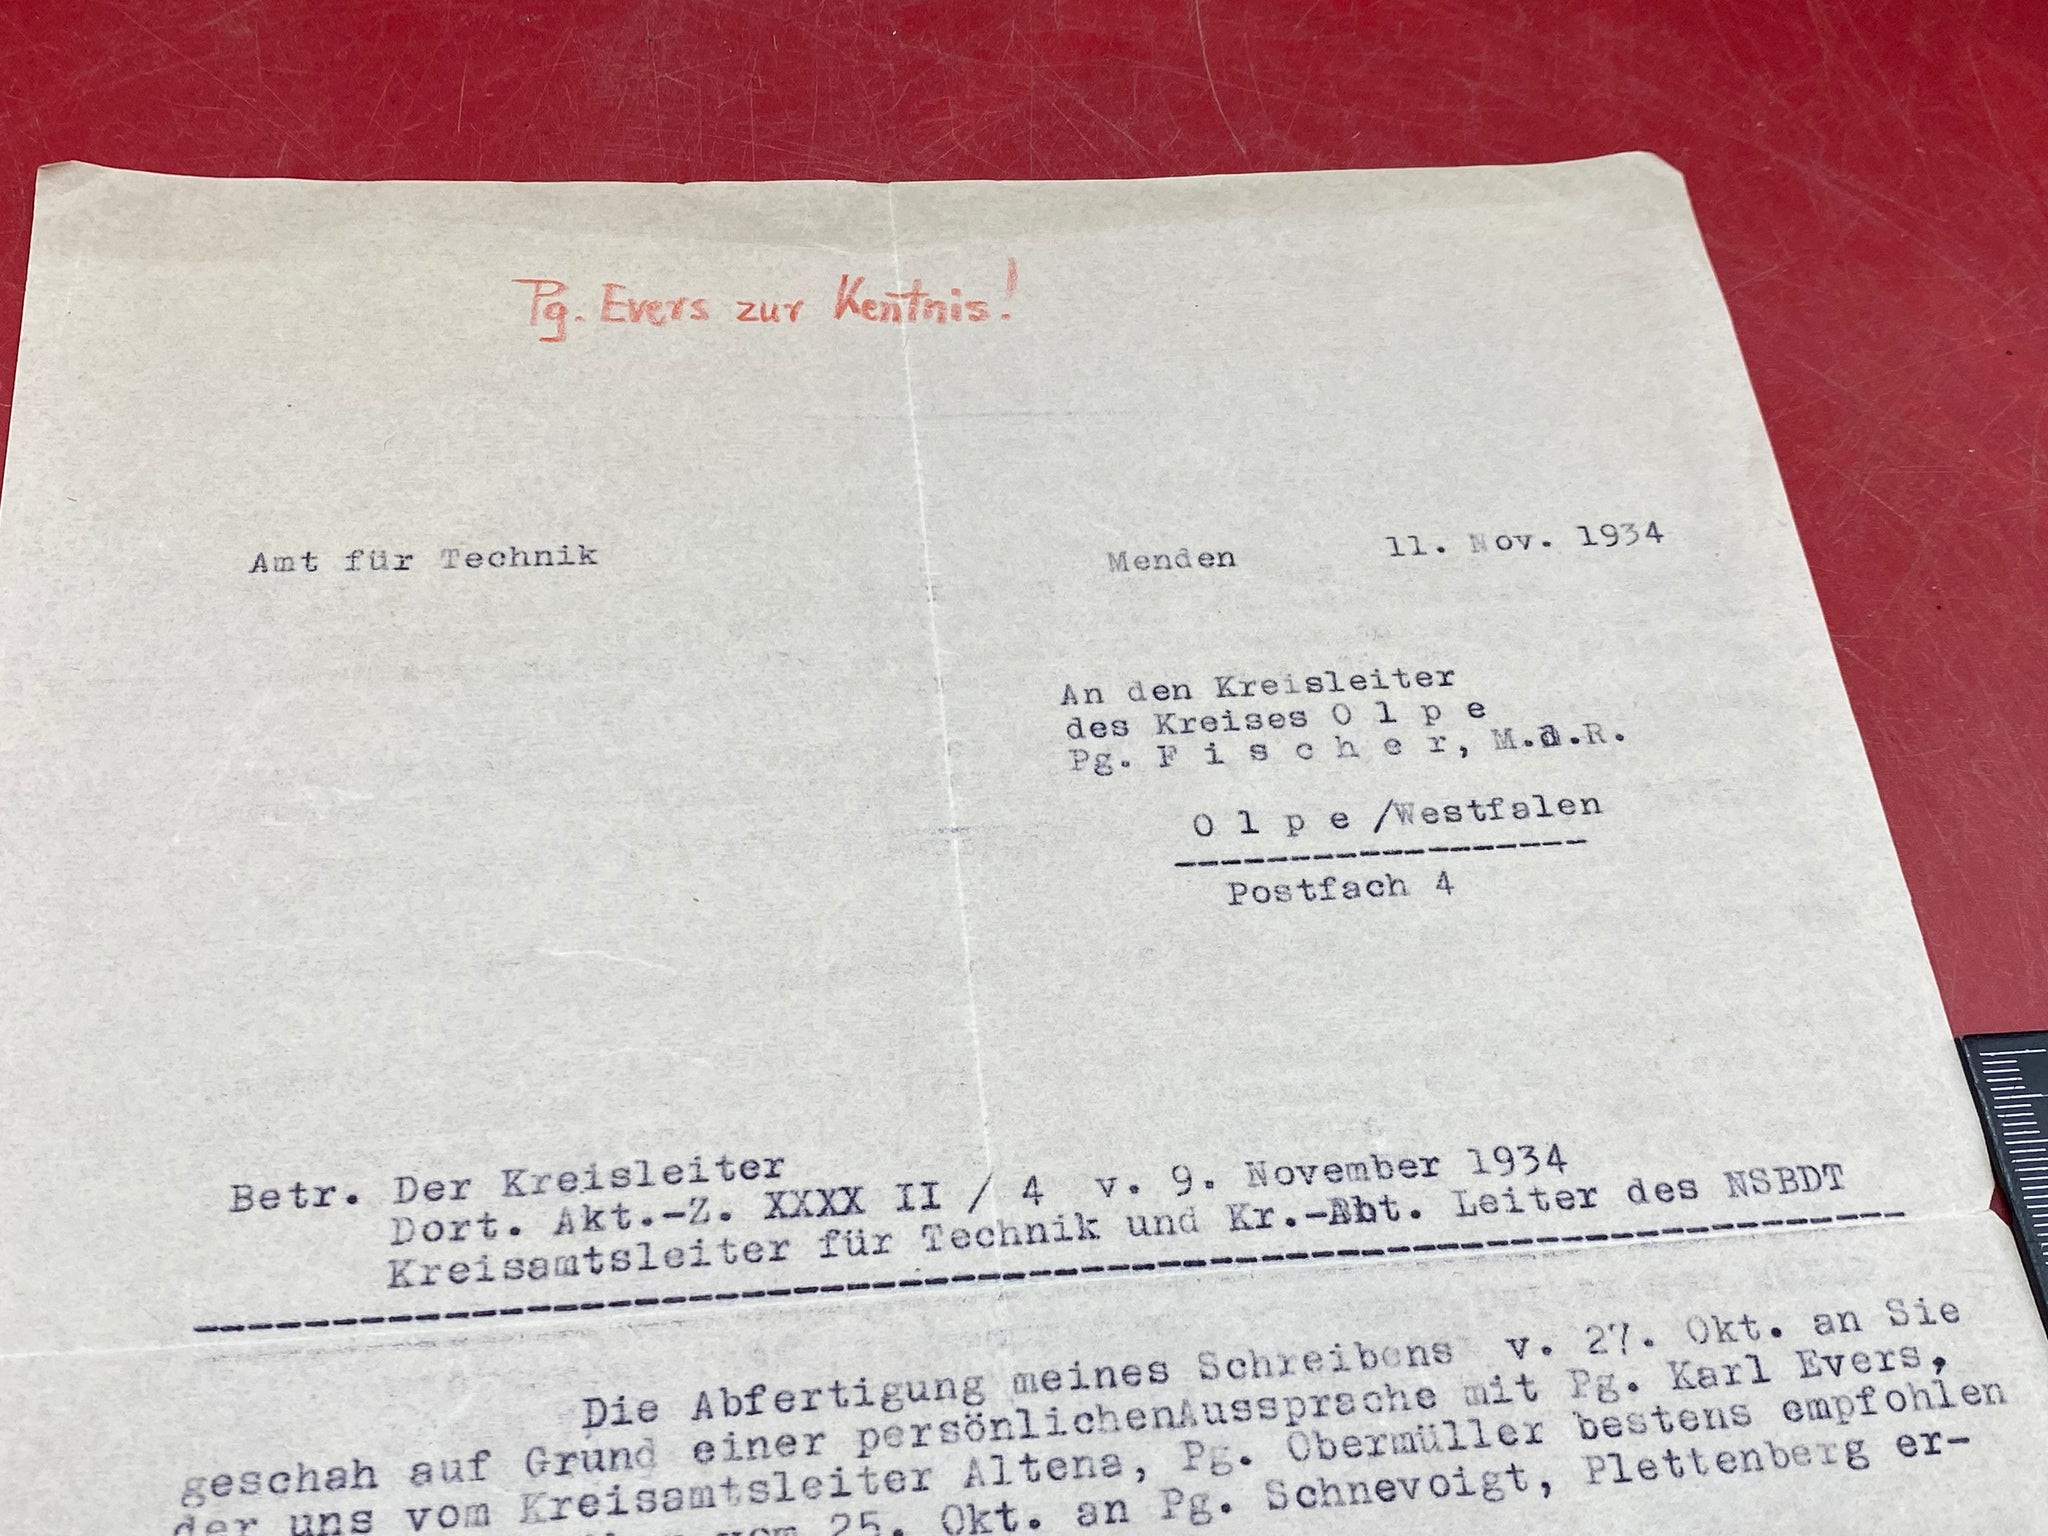 Pg. Evers zur Kentnis!
Amt für Technik
Menden 11. Nov. 1934
An den Kreisleiter
des Kreises O l p e
Pg. F i s c h e r, M.d.R.
O l p e /Westfalen
-------------------
Postfach 4
Betr. Der Kreisleiter
Dort. Akt.-Z. XXXX II / 4 v. 9. November 1934
Kreisamtsleiter für Technik und Kr.-Abt. Leiter des NSBDT
Die Abfertigung meines Schreibens v. 27. Okt. an Sie
geschah auf Grund einer persönlichenAussprache mit Pg. Karl Evers,
der uns vom Kreisamtsleiter Altena, Pg. Obermüller bestens empfohlen
vom 25. Okt. an Pg. Schnevoigt, Plettenberg er-